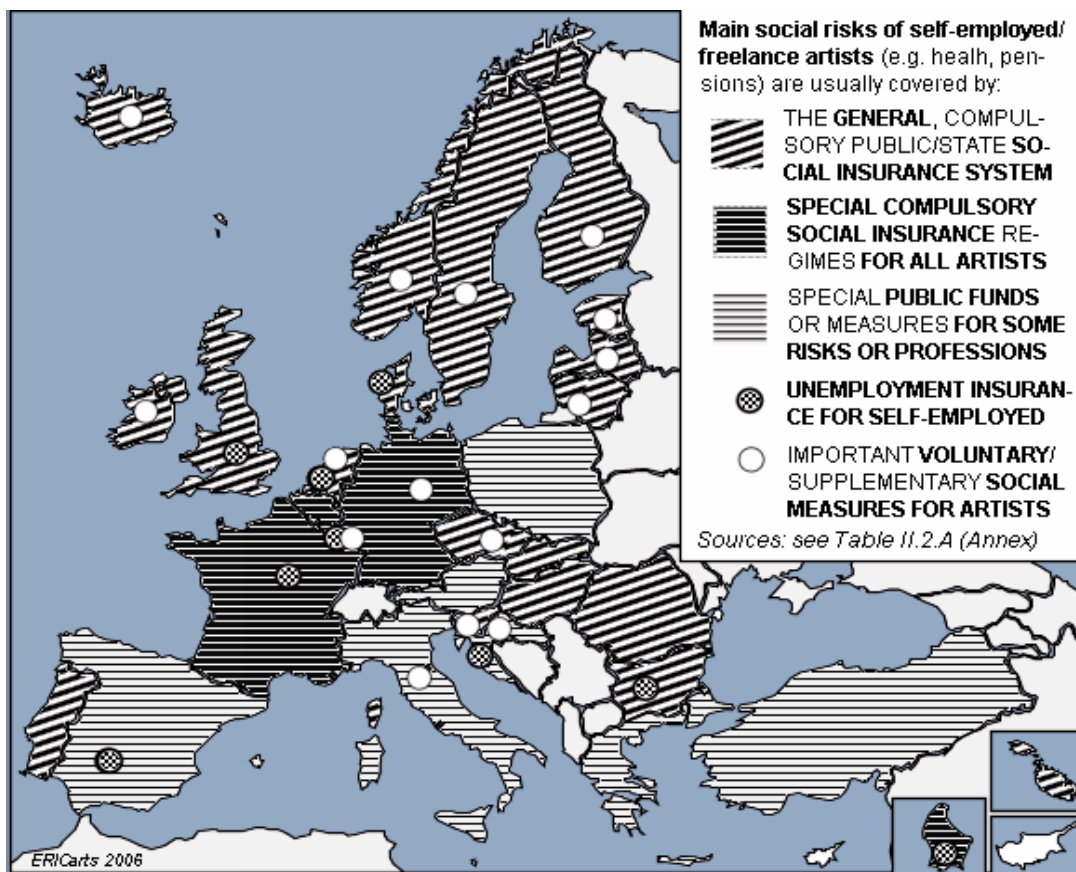 Main social risks of self-employed/
freelance artists (e.g. healh, pen-
sions) are usually covered by:
THE GENERAL, COMPUL-
SORY PUBLIC/STATE SO-
CIAL INSURANCE SYSTEM
SPECIAL COMPULSORY
SOCIAL INSURANCE RE-
GIMES FOR ALL ARTISTS
SPECIAL PUBLIC FUNDS
OR MEASURES FOR SOME
RISKS OR PROFESSIONS
UNEMPLOYMENT INSURAN-
CE FOR SELF-EMPLOYED
IMPORTANT VOLUNTARY/
SUPPLEMENTARY SOCIAL
MEASURES FOR ARTISTS
Sources: see Table II.2.A (Annex)
ERICarts 2006